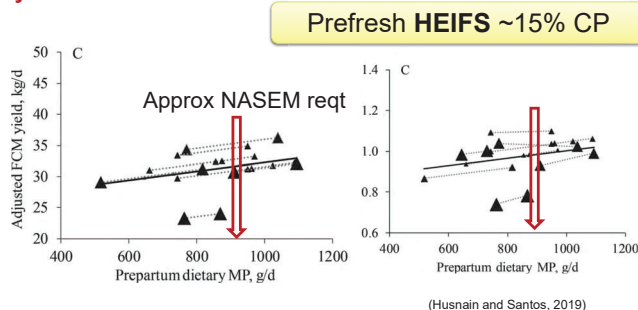 Prefresh HEIFS ~15% CP
C
Approx NASEM reqt
Adjusted FCM yield, kg/d
50
45
40
35
30
25
20
400
600
800
1000
1200
Prepartum dietary MP, g/d
C
1.4
1.2
1.0
0.8
0.6
400
600
800
1000
1200
Prepartum dietary MP, g/d
(Husnain and Santos, 2019)